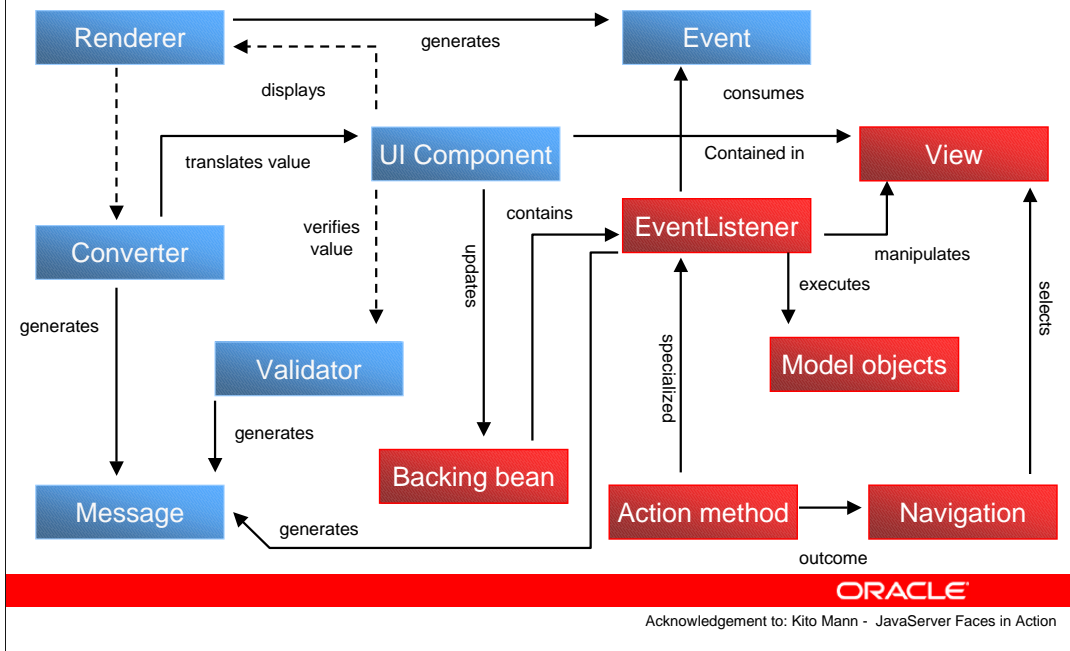 Renderer
generates
Event
displays
consumes
translates value
UI Component
Contained in
View
verifies
value
contains
EventListener
Converter
updates
manipulates
executes
selects
generates
specialized
Validator
Model objects
generates
Backing bean
Message
generates
Action method
Navigation
outcome
ORACLE
Acknowledgement to: Kito Mann - JavaServer Faces in Action